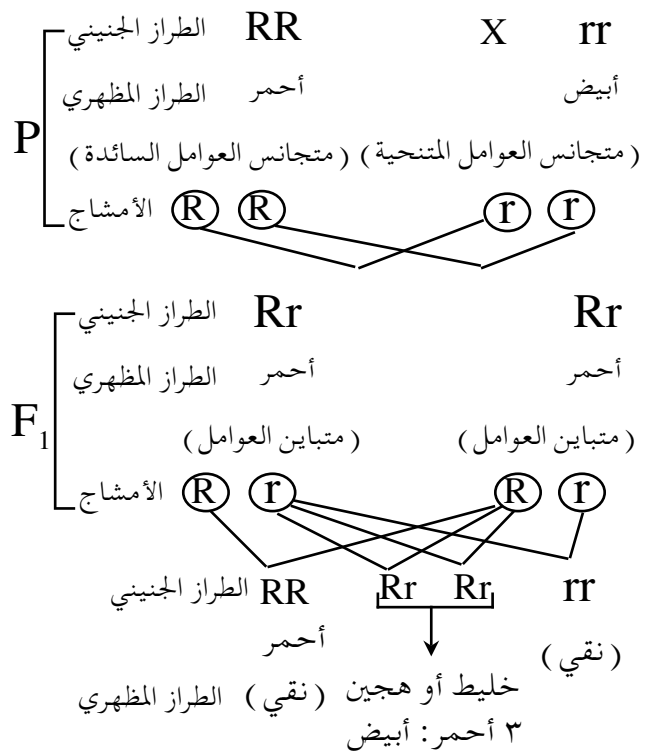 الطراز الجنيني RR X rr
الطراز المظهري أحمر أبيض
P
(متجانس العوامل السائدة) (متجانس العوامل المتنحية)
الأمشاج R R r r
الطراز الجنيني Rr Rr
الطراز المظهري أحمر أحمر
F1
(متباين العوامل) (متباين العوامل)
الأمشاج R r R r
الطراز الجنيني RR Rr Rr rr
أحمر
(نقي)
الطراز المظهري (نقي) خليط أو هجين
٣ أحمر: أبيض